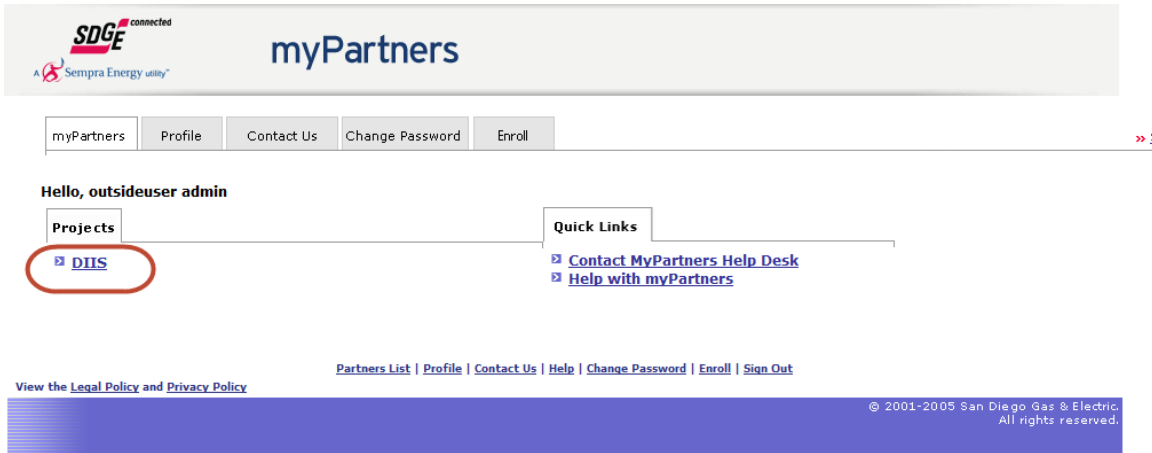 SDGE connected
A Sempra Energy utility™
myPartners
myPartners Profile Contact Us Change Password Enroll
»
Hello, outsideuser admin
Projects
DIIS
Quick Links
Contact MyPartners Help Desk
Help with myPartners
Partners List | Profile | Contact Us | Help | Change Password | Enroll | Sign Out
View the Legal Policy and Privacy Policy
© 2001-2005 San Diego Gas & Electric.
All rights reserved.